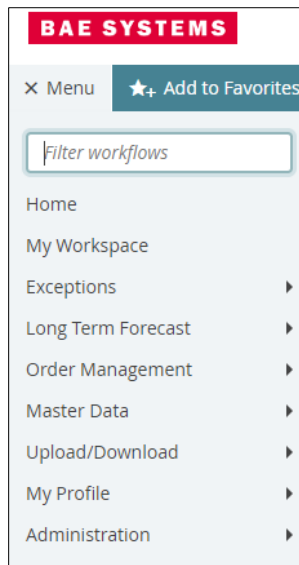 BAE SYSTEMS
× Menu ★+ Add to Favorites
Filter workflows
Home
My Workspace
Exceptions
Long Term Forecast
Order Management
Master Data
Upload/Download
My Profile
Administration